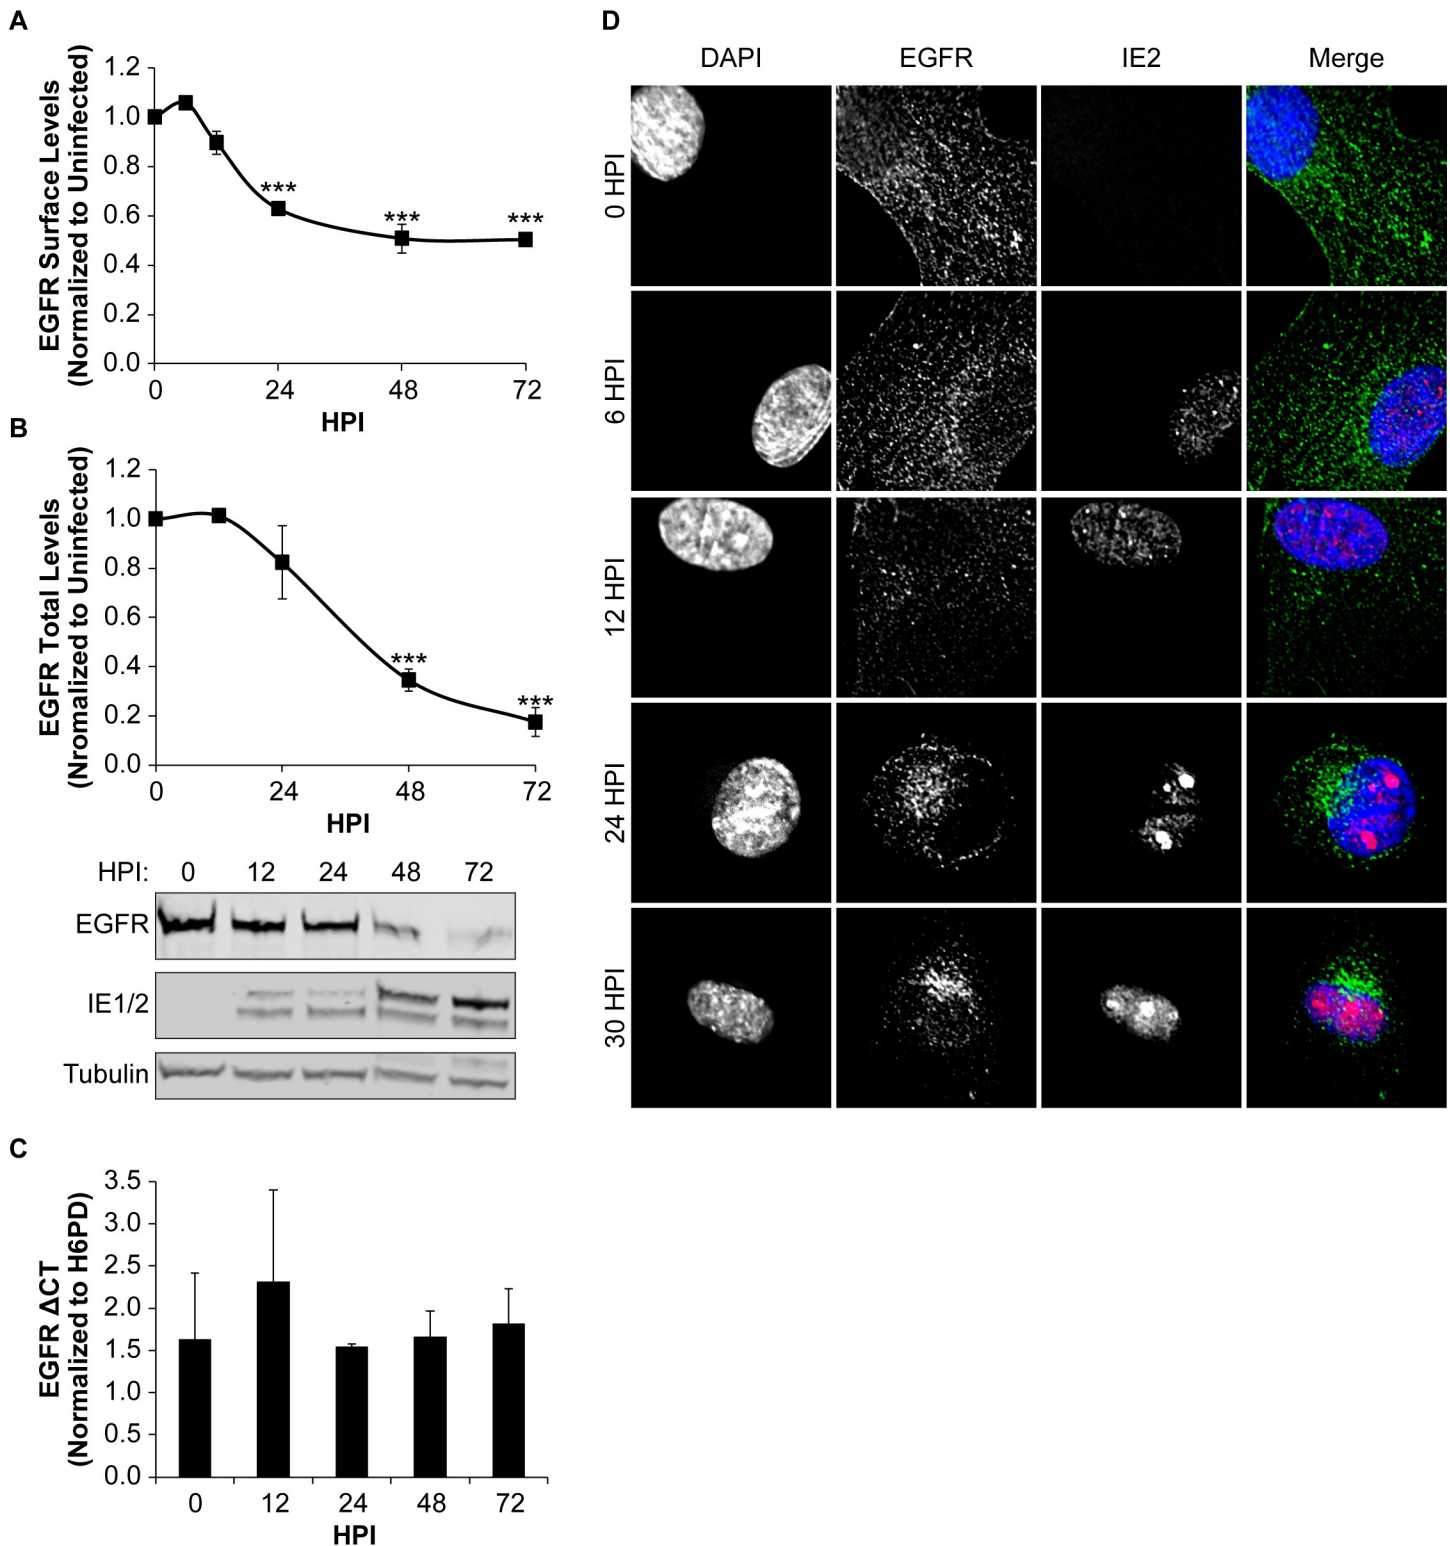 A
EGFR Surface Levels
(Normalized to Uninfected)
1.2
1.0
0.8
0.6
0.4
0.2
0.0
***
***
***
0 24 48 72
HPI
B
EGFR Total Levels
(Nromalized to Uninfected)
1.2
1.0
0.8
0.6
0.4
0.2
0.0
***
***
0 24 48 72
HPI
HPI: 0 12 24 48 72
EGFR
IE1/2
Tubulin
C
EGFR ΔCT
(Normalized to H6PD)
3.5
3.0
2.5
2.0
1.5
1.0
0.5
0.0
0 12 24 48 72
HPI
D
DAPI EGFR IE2 Merge
0 HPI
6 HPI
12 HPI
24 HPI
30 HPI